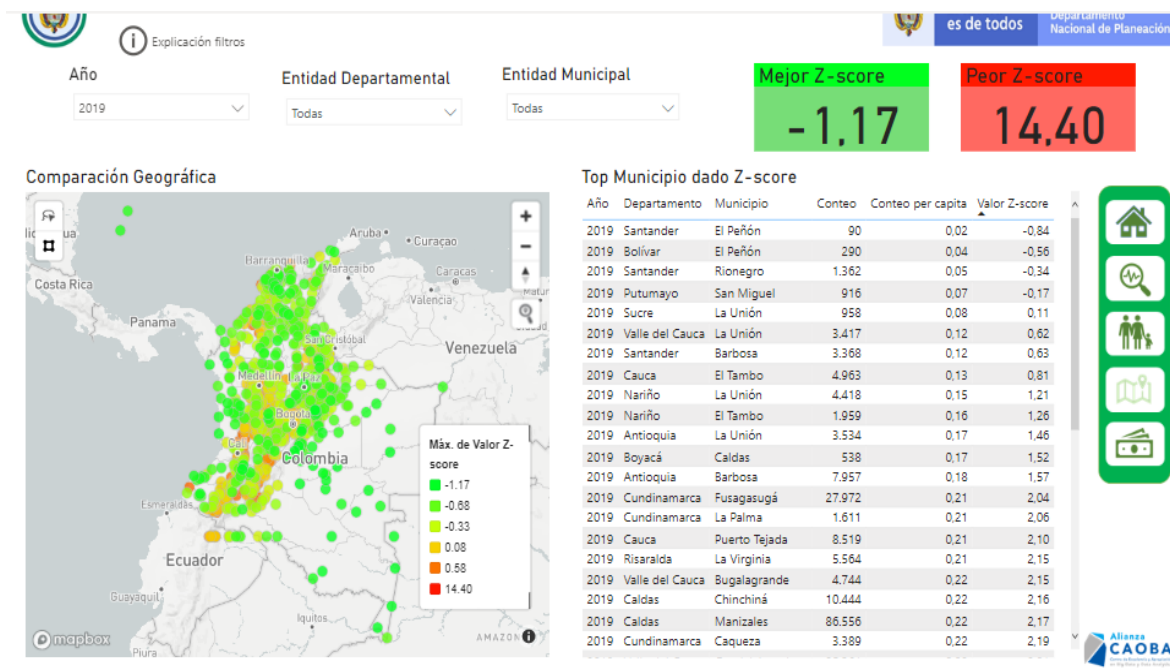 Explicación filtros
es de todos
Departamento
Nacional de Planeación
Año
2019
Entidad Departamental
Todas
Entidad Municipal
Todas
Mejor Z-score
-1,17
Peor Z-score
14,40
Comparación Geográfica
Aruba
Curaçao
Barranquilla
Maracaibo
Caracas
Costa Rica
Valencia
Panama
San Cristóbal
Venezuela
Medellín
La Paz
Bogota
Cali
Colombia
Esmeraldas
Ecuador
Guayaquil
Iquitos
AMAZON
Piura
mapbox
Máx. de Valor Z-
score
-1.17
-0.68
-0.33
0.08
0.58
14.40
Top Municipio dado Z-score
Año Departamento Municipio Conteo Conteo per capita Valor Z-score
2019 Santander El Peñón 90 0,02 -0,84
2019 Bolívar El Peñón 290 0,04 -0,56
2019 Santander Rionegro 1.362 0,05 -0,34
2019 Putumayo San Miguel 916 0,07 -0,17
2019 Sucre La Unión 958 0,08 0,11
2019 Valle del Cauca La Unión 3.417 0,12 0,62
2019 Santander Barbosa 3.368 0,12 0,63
2019 Cauca El Tambo 4.963 0,13 0,81
2019 Nariño La Unión 4.418 0,15 1,21
2019 Nariño El Tambo 1.959 0,16 1,26
2019 Antioquia La Unión 3.534 0,17 1,46
2019 Boyacá Caldas 538 0,17 1,52
2019 Antioquia Barbosa 7.957 0,18 1,57
2019 Cundinamarca Fusagasugá 27.972 0,21 2,04
2019 Cundinamarca La Palma 1.611 0,21 2,06
2019 Cauca Puerto Tejada 8.519 0,21 2,10
2019 Risaralda La Virginia 5.564 0,21 2,15
2019 Valle del Cauca Bugalagrande 4.744 0,22 2,15
2019 Caldas Chinchiná 10.444 0,22 2,16
2019 Caldas Manizales 86.556 0,22 2,17
2019 Cundinamarca Caqueza 3.389 0,22 2,19
Alianza
CAOBA